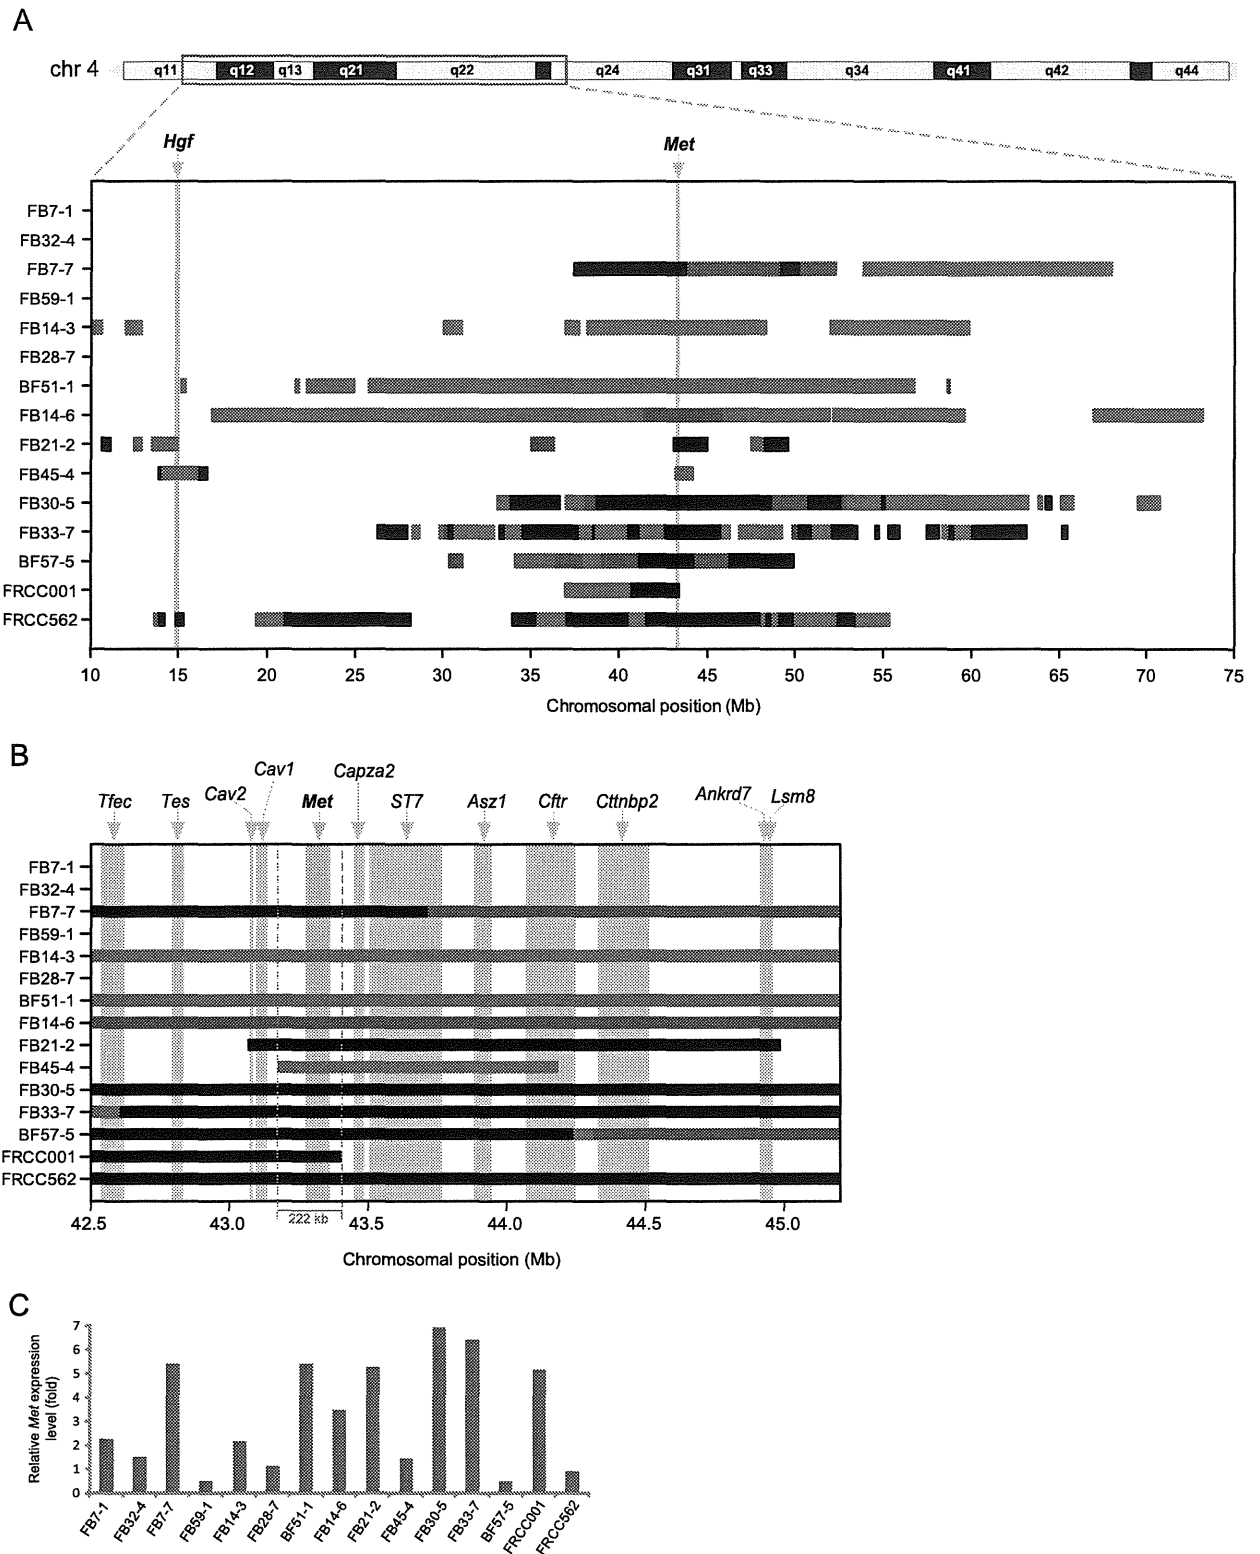 A
chr 4 q11 q12 q13 q21 q22 q24 q31 q33 q34 q41 q42 q44
Hgf Met
FB7-1
FB32-4
FB7-7
FB59-1
FB14-3
FB28-7
BF51-1
FB14-6
FB21-2
FB45-4
FB30-5
FB33-7
BF57-5
FRCC001
FRCC562
10 15 20 25 30 35 40 45 50 55 60 65 70 75
Chromosomal position (Mb)
B
Cav1 Capza2
Tfec Tes Cav2 Met ST7 Asz1 Cftr Cttnbp2 Ankrd7 Lsm8
FB7-1
FB32-4
FB7-7
FB59-1
FB14-3
FB28-7
BF51-1
FB14-6
FB21-2
FB45-4
FB30-5
FB33-7
BF57-5
FRCC001
FRCC562
222 kb
42.5 43.0 43.5 44.0 44.5 45.0
Chromosomal position (Mb)
C
Relative Met expression
level (fold)
7
6
5
4
3
2
1
0
FB7-1 FB32-4 FB7-7 FB59-1 FB14-3 FB28-7 BF51-1 FB14-6 FB21-2 FB45-4 FB30-5 FB33-7 BF57-5 FRCC001 FRCC562